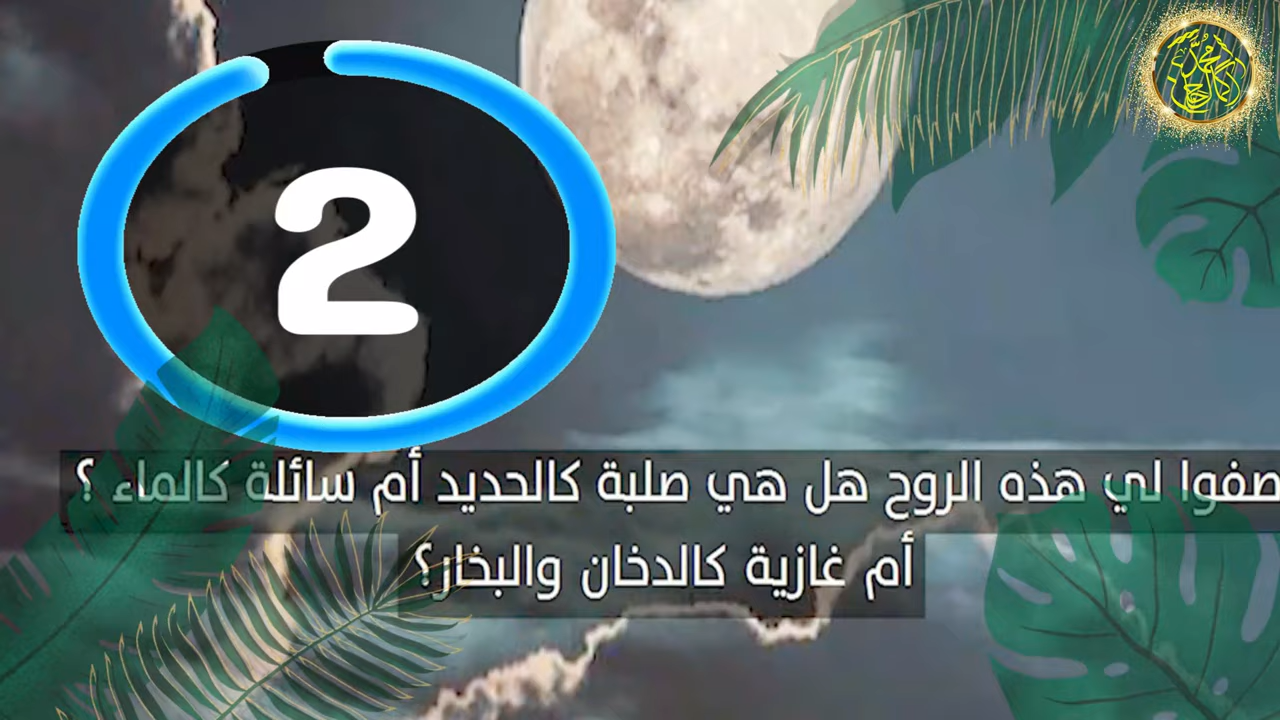 2
صفوا لي هذه الروح هل هي صلبة كالحديد أم سائلة كالماء ؟
أم غازية كالدخان والبخار؟